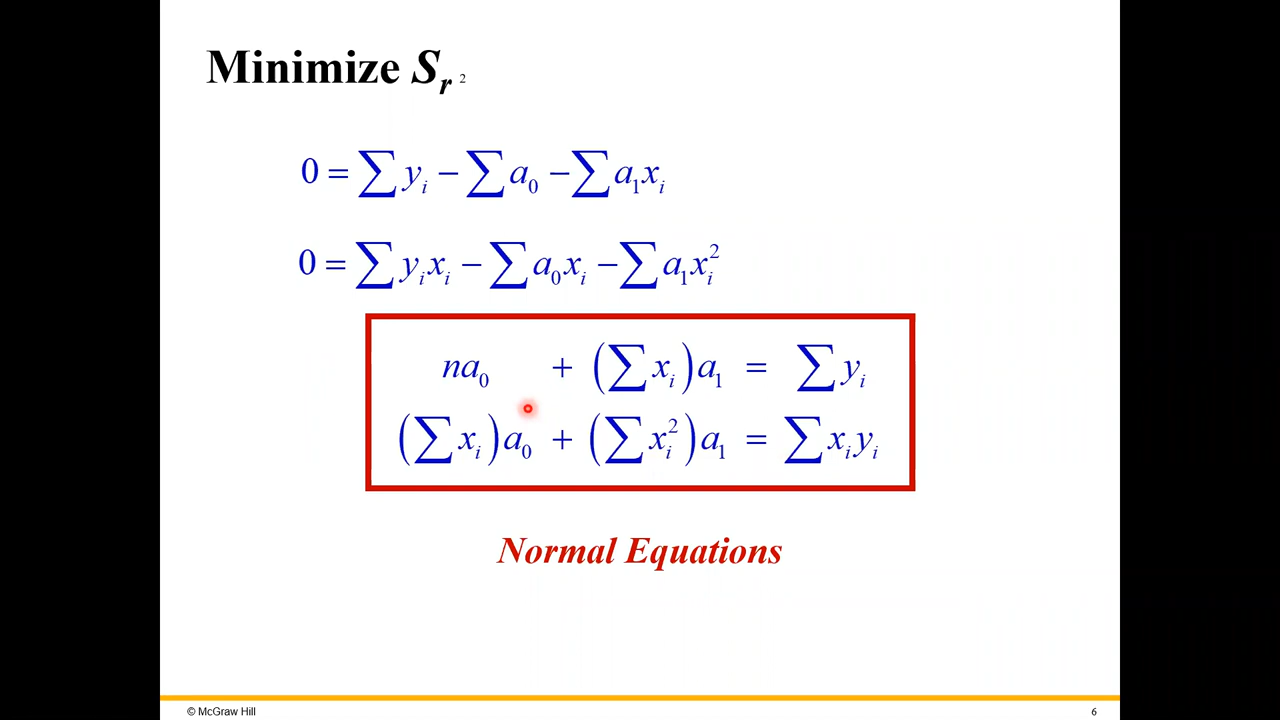 Minimize Sᵣ ²
0 = ∑ yᵢ − ∑ a₀ − ∑ a₁xᵢ
0 = ∑ yᵢxᵢ − ∑ a₀xᵢ − ∑ a₁xᵢ²
na₀ + (∑ xᵢ) a₁ = ∑ yᵢ
(∑ xᵢ) a₀ + (∑ xᵢ²) a₁ = ∑ xᵢyᵢ
Normal Equations
© McGraw Hill 6